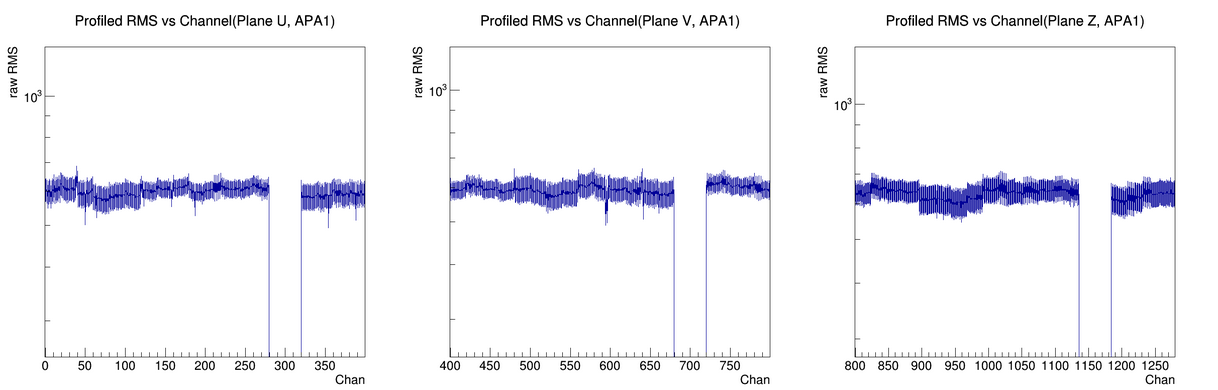 Profiled RMS vs Channel(Plane U, APA1)
raw RMS
10³
0 50 100 150 200 250 300 350
Chan
Profiled RMS vs Channel(Plane V, APA1)
raw RMS
10³
400 450 500 550 600 650 700 750
Chan
Profiled RMS vs Channel(Plane Z, APA1)
raw RMS
10³
800 850 900 950 1000 1050 1100 1150 1200 1250
Chan